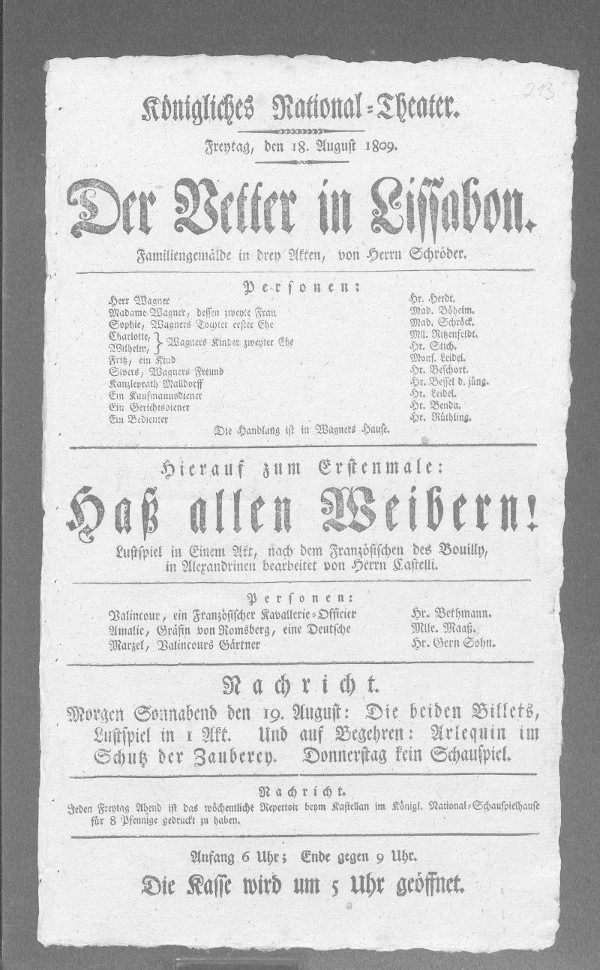 213
Königliches National-Theater.
Freytag, den 18. August 1809.
Der Vetter in Lissabon.
Familiengemälde in drey Akten, von Herrn Schröder.
Personen:
Herr Wagner Hr. Herdt.
Madame Wagner, dessen zweyte Frau Mad. Böheim.
Sophie, Wagners Tochter erster Ehe Mad. Schröck.
Charlotte, Mll. Ritzenfeldt.
Wilhelm, } Wagners Kinder zweyter Ehe Hr. Stich.
Fritz, ein Kind Mons. Leidel.
Sivers, Wagners Freund Hr. Beschort.
Kanzleyrath Malldorff Hr. Bessel d. jüng.
Ein Kaufmannsdiener Hr. Leidel.
Ein Gerichtsdiener Hr. Benda.
Ein Bedienter Hr. Rüthling.
Die Handlung ist in Wagners Hause.
Hierauf zum Erstenmale:
Haß allen Weibern!
Lustspiel in Einem Akt, nach dem Französischen des Bouilly,
in Alexandrinen bearbeitet von Herrn Castelli.
Personen:
Valincour, ein Französischer Kavallerie-Officier Hr. Bethmann.
Amalie, Gräfin von Romsberg, eine Deutsche Mlle. Maaß.
Marzel, Valincours Gärtner Hr. Gern Sohn.
Nachricht.
Morgen Sonnabend den 19. August: Die beiden Billets,
Lustspiel in 1 Akt. Und auf Begehren: Arlequin im
Schutz der Zauberey. Donnerstag kein Schauspiel.
Nachricht.
Jeden Freytag Abend ist das wöchentliche Repertoir beym Kastellan im Königl. National-Schauspielhause
für 8 Pfennige gedruckt zu haben.
Anfang 6 Uhr; Ende gegen 9 Uhr.
Die Kasse wird um 5 Uhr geöffnet.